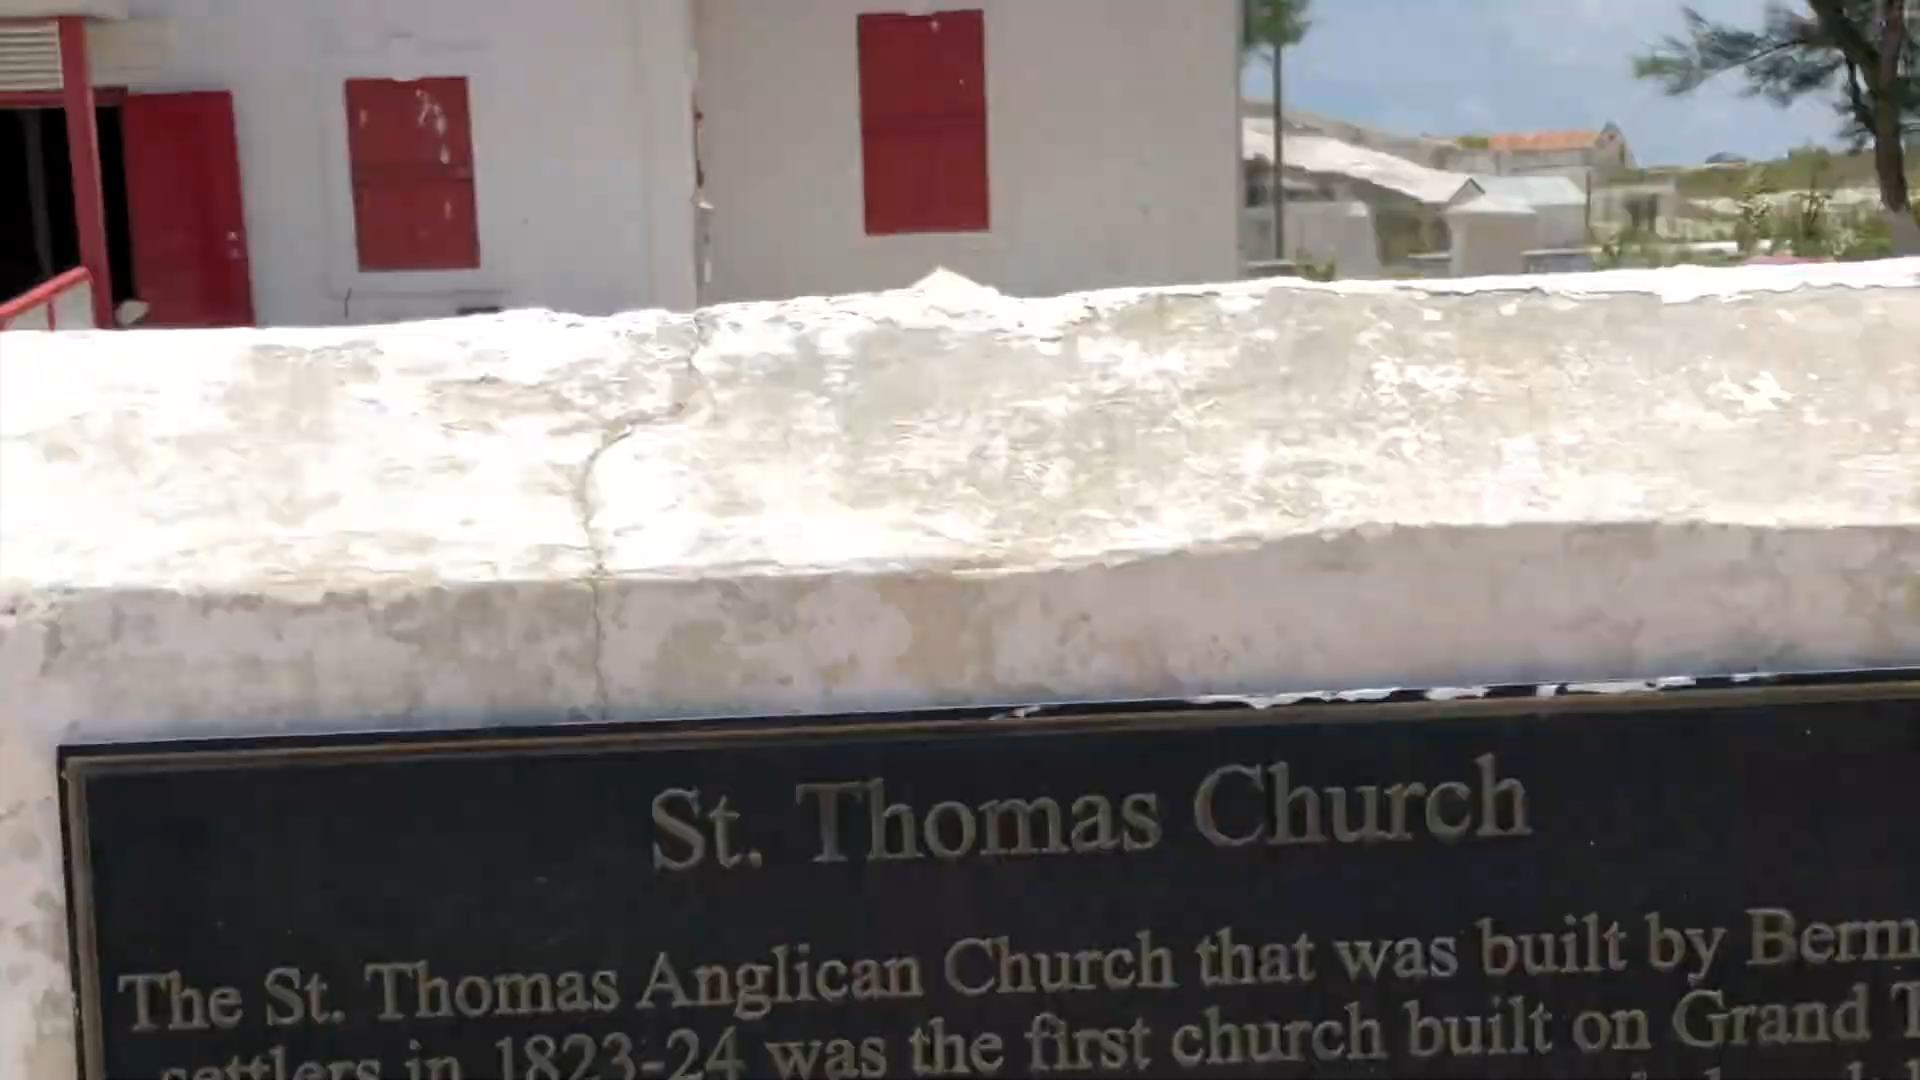 St. Thomas Church
The St. Thomas Anglican Church that was built by Berm
settlers in 1823-24 was the first church built on Grand T